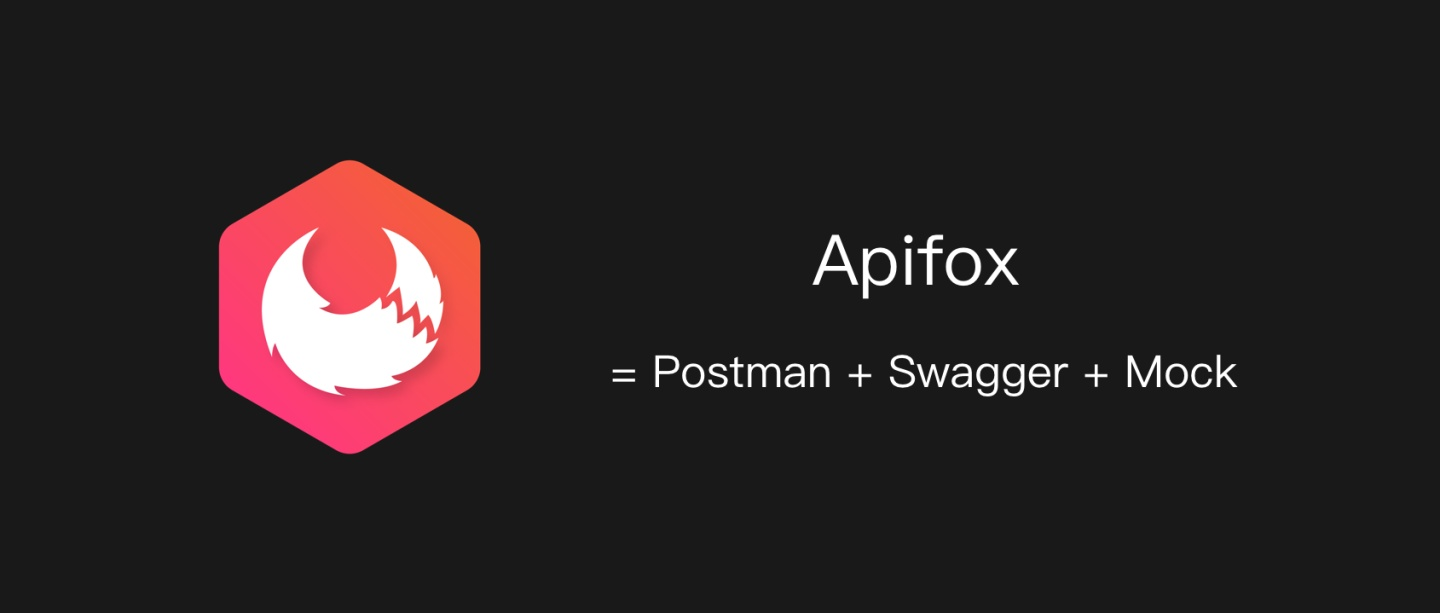 Apifox
= Postman + Swagger + Mock